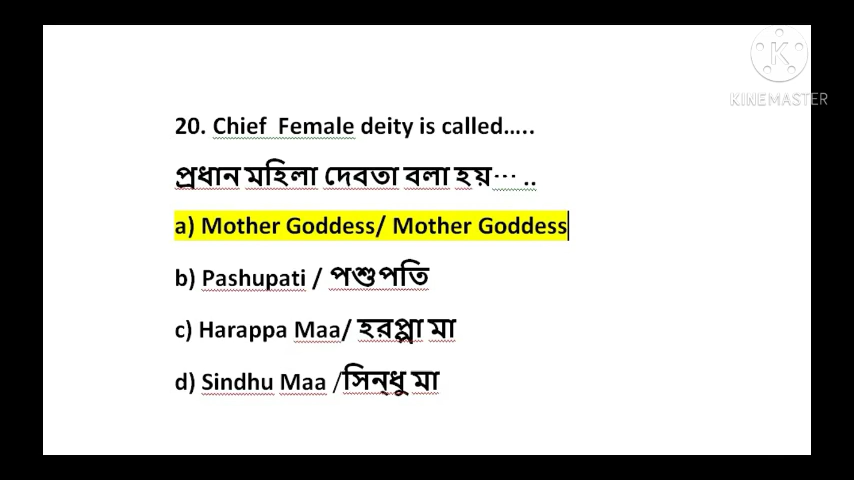 KINEMASTER
20. Chief Female deity is called.....
প্রধান মহিলা দেবতা বলা হয়··· ..
a) Mother Goddess/ Mother Goddess
b) Pashupati / পশুপতি
c) Harappa Maa/ হরপ্পা মা
d) Sindhu Maa /সিন্ধু মা